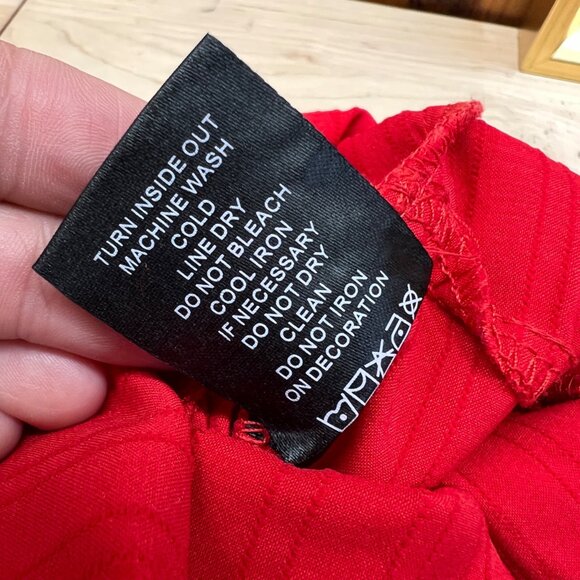 TURN INSIDE OUT
MACHINE WASH
COLD
LINE DRY
DO NOT BLEACH
COOL IRON
IF NECESSARY
DO NOT DRY
CLEAN
DO NOT IRON
ON DECORATION